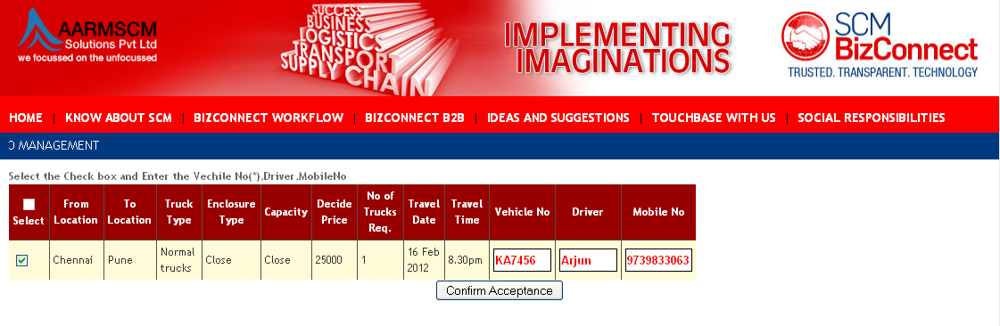 AARMSCM
Solutions Pvt Ltd
we focussed on the unfocussed
SUCCESS
BUSINESS
LOGISTICS
TRANSPORT
SUPPLY CHAIN
IMPLEMENTING
IMAGINATIONS
SCM
BizConnect
TRUSTED. TRANSPARENT. TECHNOLOGY
HOME | KNOW ABOUT SCM | BIZCONNECT WORKFLOW | BIZCONNECT B2B | IDEAS AND SUGGESTIONS | TOUCHBASE WITH US | SOCIAL RESPONSIBILITIES
MANAGEMENT
Select the Check box and Enter the Vechile No(*),Driver,MobileNo
Select From Location To Location Truck Type Enclosure Type Capacity Decide Price No of Trucks Req. Travel Date Travel Time Vehicle No Driver Mobile No
Chennai Pune Normal trucks Close Close 25000 1 16 Feb 2012 8.30pm KA7456 Arjun 9739833063
Confirm Acceptance